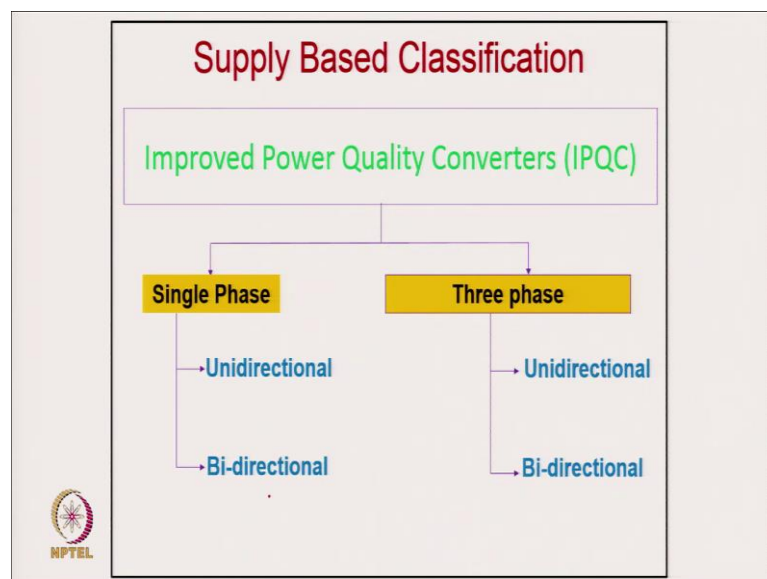 Supply Based Classification
Improved Power Quality Converters (IPQC)
Single Phase
Three phase
Unidirectional
Unidirectional
Bi-directional
Bi-directional
NPTEL